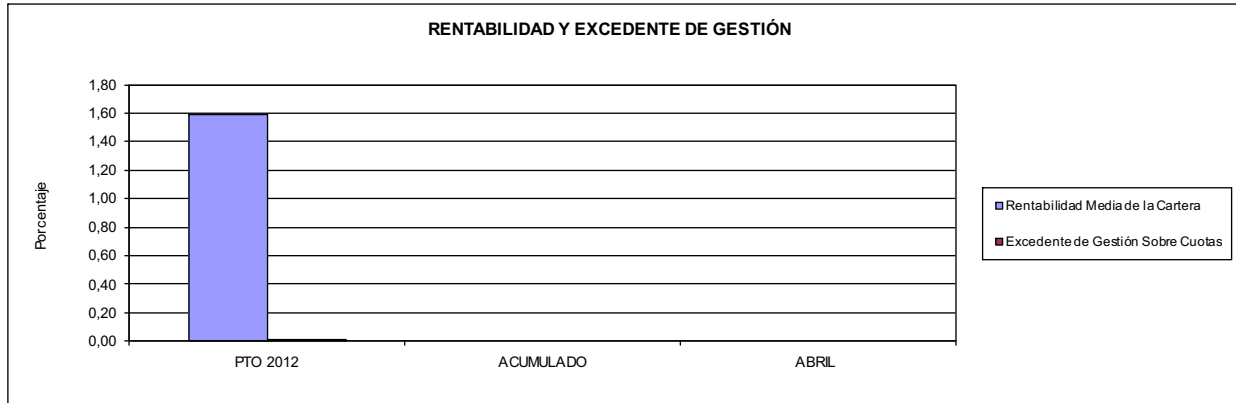 RENTABILIDAD Y EXCEDENTE DE GESTIÓN
Porcentaje
1,80
1,60
1,40
1,20
1,00
0,80
0,60
0,40
0,20
0,00
PTO 2012
ACUMULADO
ABRIL
Rentabilidad Media de la Cartera
Excedente de Gestión Sobre Cuotas